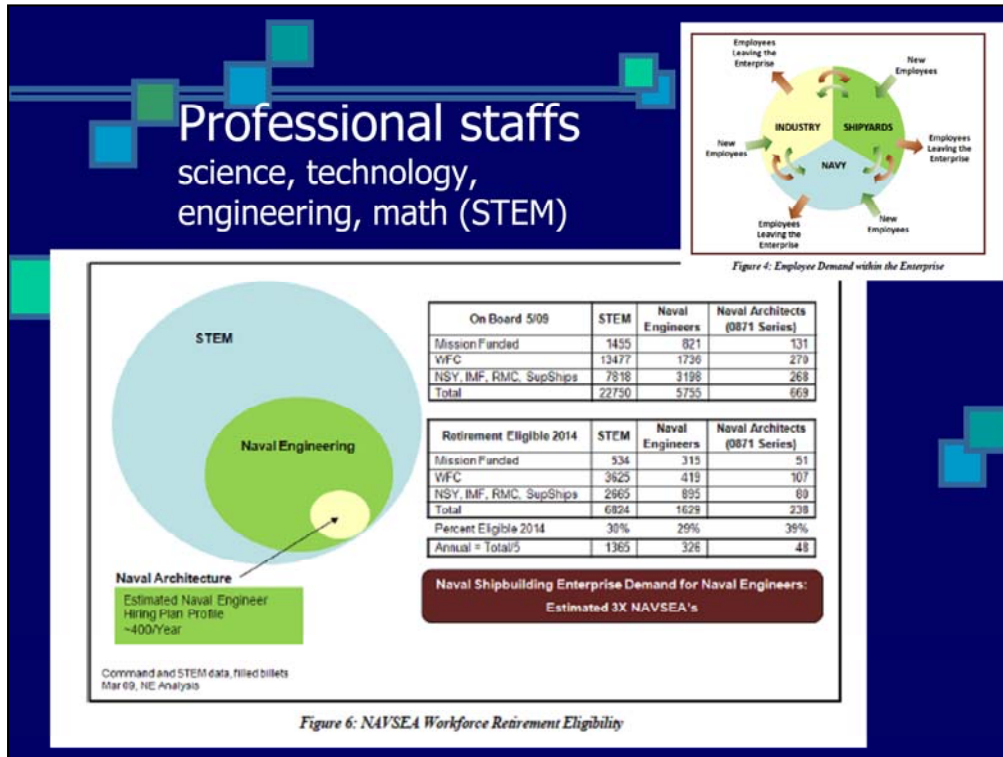 Professional staffs
science, technology,
engineering, math (STEM)
Employees
Leaving the
Enterprise
New
Employees
INDUSTRY
SHIPYARDS
New
Employees
Employees
Leaving the
Enterprise
NAVY
Employees
Leaving the
Enterprise
New
Employees
Figure 4: Employee Demand within the Enterprise
STEM
Naval Engineering
Naval Architecture
Estimated Naval Engineer
Hiring Plan Profile
~400/Year
Command and STEM data, filled billets
Mar 09, NE Analysis
On Board 5/09 STEM Naval Engineers Naval Architects (0871 Series)
Mission Funded 1455 821 131
WFC 13477 1736 270
NSY, IMF, RMC, SupShips 7818 3198 268
Total 22750 5755 669
Retirement Eligible 2014 STEM Naval Engineers Naval Architects (0871 Series)
Mission Funded 534 315 51
WFC 3625 419 107
NSY, IMF, RMC, SupShips 2665 895 80
Total 6824 1629 238
Percent Eligible 2014 30% 29% 39%
Annual = Total/5 1365 326 48
Naval Shipbuilding Enterprise Demand for Naval Engineers:
Estimated 3X NAVSEA's
Figure 6: NAVSEA Workforce Retirement Eligibility